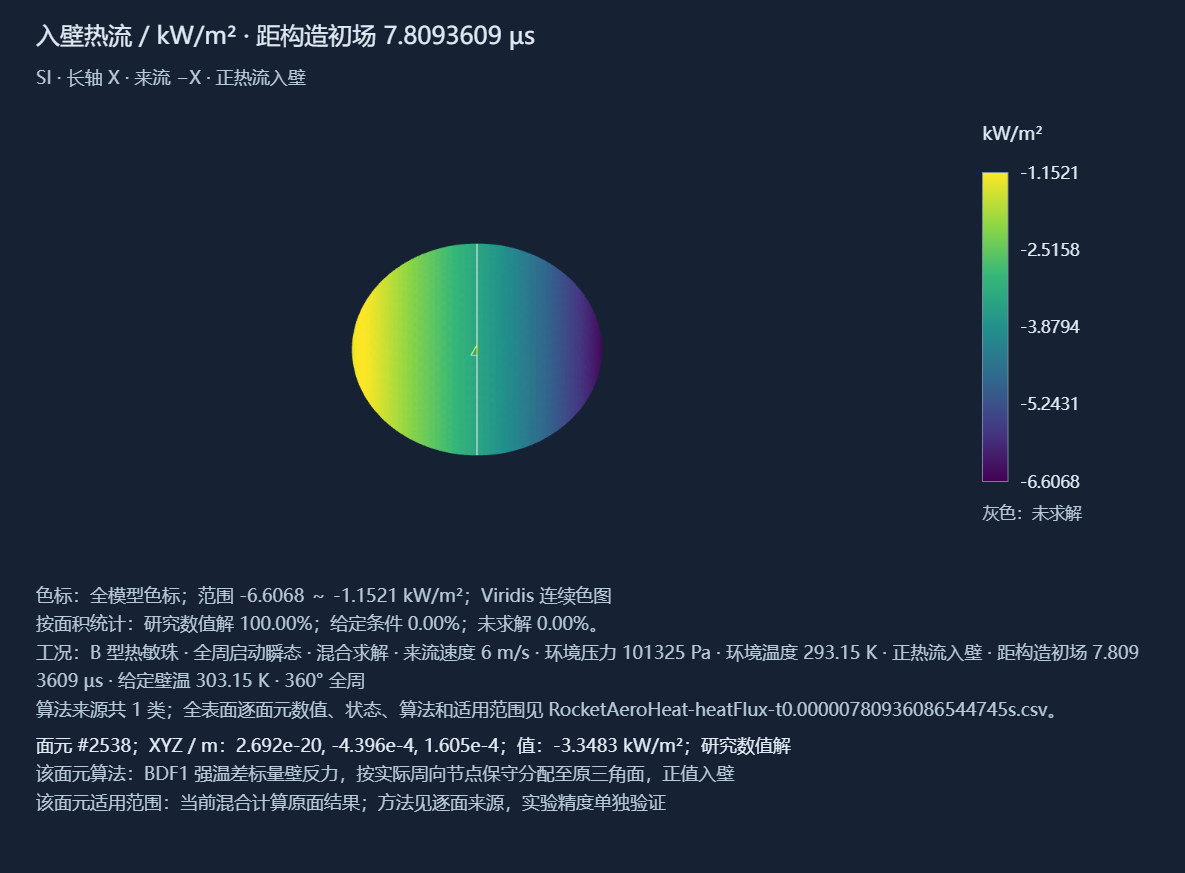 入壁热流 / kW/m² · 距构造初场 7.8093609 µs
SI · 长轴 X · 来流 −X · 正热流入壁
kW/m²
-1.1521
-2.5158
-3.8794
-5.2431
-6.6068
灰色：未求解
色标：全模型色标；范围 -6.6068 ~ -1.1521 kW/m²；Viridis 连续色图
按面积统计：研究数值解 100.00%；给定条件 0.00%；未求解 0.00%。
工况：B 型热敏珠 · 全周启动瞬态 · 混合求解 · 来流速度 6 m/s · 环境压力 101325 Pa · 环境温度 293.15 K · 正热流入壁 · 距构造初场 7.809
3609 µs · 给定壁温 303.15 K · 360° 全周
算法来源共 1 类；全表面逐面元数值、状态、算法和适用范围见 RocketAeroHeat-heatFlux-t0.00000780936086544745s.csv。
面元 #2538；XYZ / m：2.692e-20, -4.396e-4, 1.605e-4；值：-3.3483 kW/m²；研究数值解
该面元算法：BDF1 强温差标量壁反力，按实际周向节点保守分配至原三角面，正值入壁
该面元适用范围：当前混合计算原面结果；方法见逐面来源，实验精度单独验证